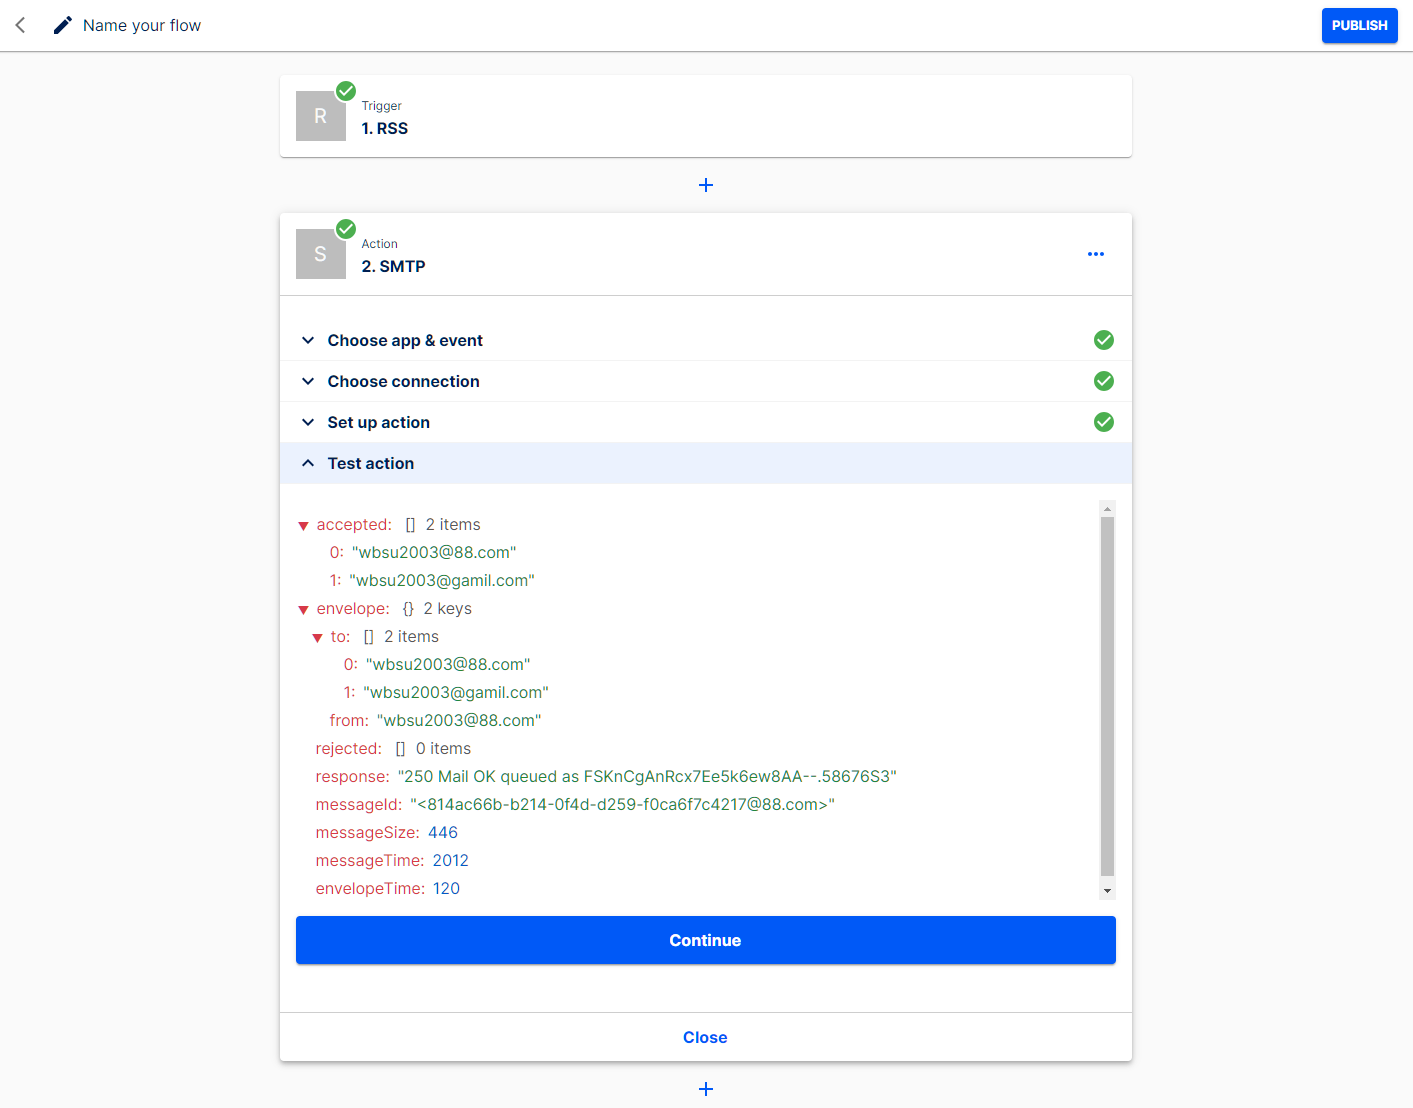 Name your flow
PUBLISH
R
Trigger
1. RSS
S
Action
2. SMTP
Choose app & event
Choose connection
Set up action
Test action
accepted: [] 2 items
0: "wbsu2003@88.com"
1: "wbsu2003@gamil.com"
envelope: {} 2 keys
to: [] 2 items
0: "wbsu2003@88.com"
1: "wbsu2003@gamil.com"
from: "wbsu2003@88.com"
rejected: [] 0 items
response: "250 Mail OK queued as FSKnCgAnRcx7Ee5k6ew8AA--.58676S3"
messageId: "<814ac66b-b214-0f4d-d259-f0ca6f7c4217@88.com>"
messageSize: 446
messageTime: 2012
envelopeTime: 120
Continue
Close